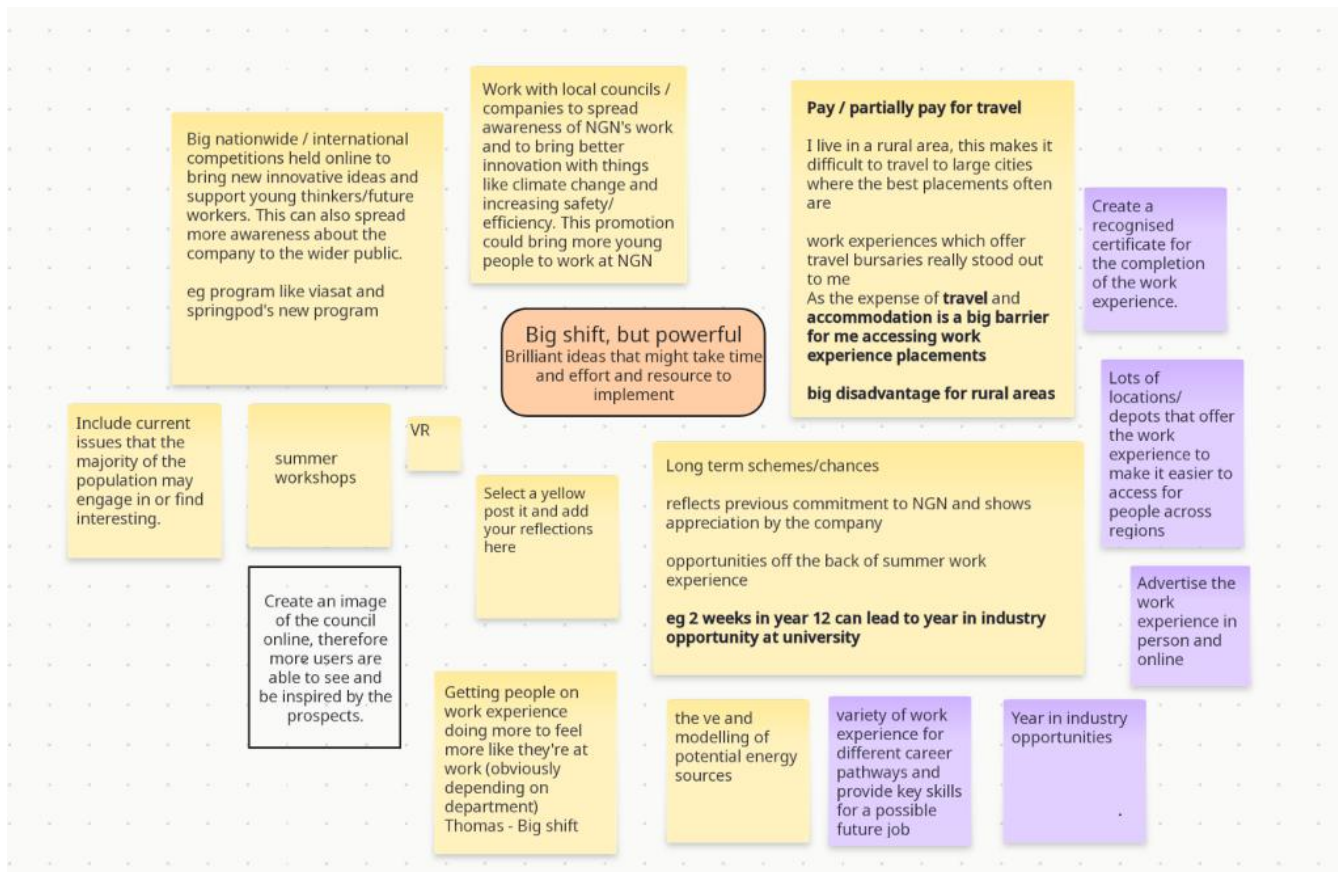 Big nationwide / international
competitions held online to
bring new innovative ideas and
support young thinkers/future
workers. This can also spread
more awareness about the
company to the wider public.
eg program like viasat and
springpod's new program
Work with local councils /
companies to spread
awareness of NGN's work
and to bring better
innovation with things
like climate change and
increasing safety/
efficiency. This promotion
could bring more young
people to work at NGN
Pay / partially pay for travel
I live in a rural area, this makes it
difficult to travel to large cities
where the best placements often
are
work experiences which offer
travel bursaries really stood out
to me
As the expense of travel and
accommodation is a big barrier
for me accessing work
experience placements
big disadvantage for rural areas
Create a
recognised
certificate for
the completion
of the work
experience.
Big shift, but powerful
Brilliant ideas that might take time
and effort and resource to
implement
Lots of
locations/
depots that offer
the work
experience to
make it easier to
access for
people across
regions
Include current
issues that the
majority of the
population may
engage in or find
interesting.
summer
workshops
VR
Select a yellow
post it and add
your reflections
here
Long term schemes/chances
reflects previous commitment to NGN and shows
appreciation by the company
opportunities off the back of summer work
experience
eg 2 weeks in year 12 can lead to year in industry
opportunity at university
Advertise the
work
experience in
person and
online
Create an image
of the council
online, therefore
more users are
able to see and
be inspired by the
prospects.
Getting people on
work experience
doing more to feel
more like they're at
work (obviously
depending on
department)
Thomas - Big shift
the ve and
modelling of
potential energy
sources
variety of work
experience for
different career
pathways and
provide key skills
for a possible
future job
Year in industry
opportunities
.